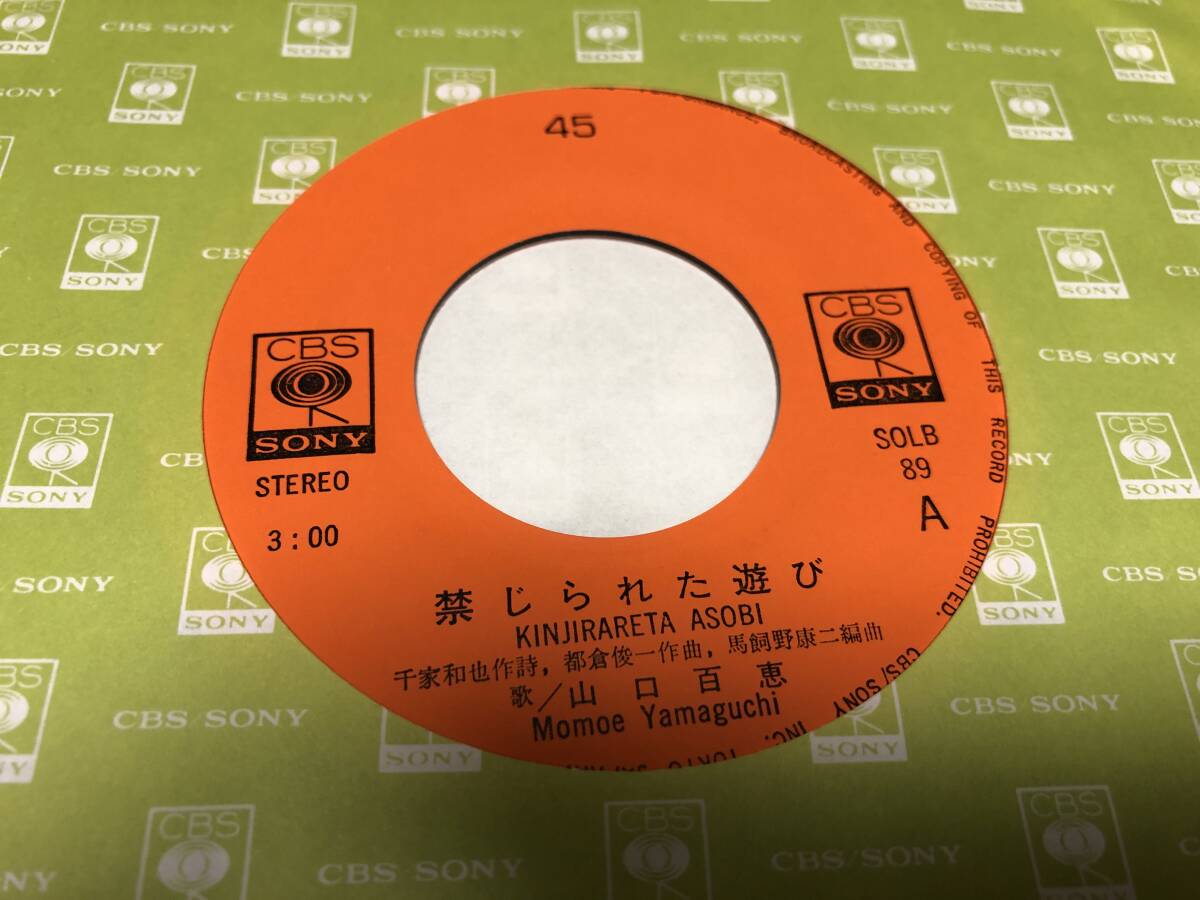 45
CBS
SONY
STEREO
3:00
CBS
SONY
SOLB
89
A
禁じられた遊び
KINJIRARETA ASOBI
千家和也作詩，都倉俊一作曲，馬飼野康二編曲
歌／山口百恵
Momoe Yamaguchi
BROADCASTING AND COPYING OF THIS RECORD PROHIBITED.
CBS/SONY INC. TOKYO
CBS SONY
CBS/SONY